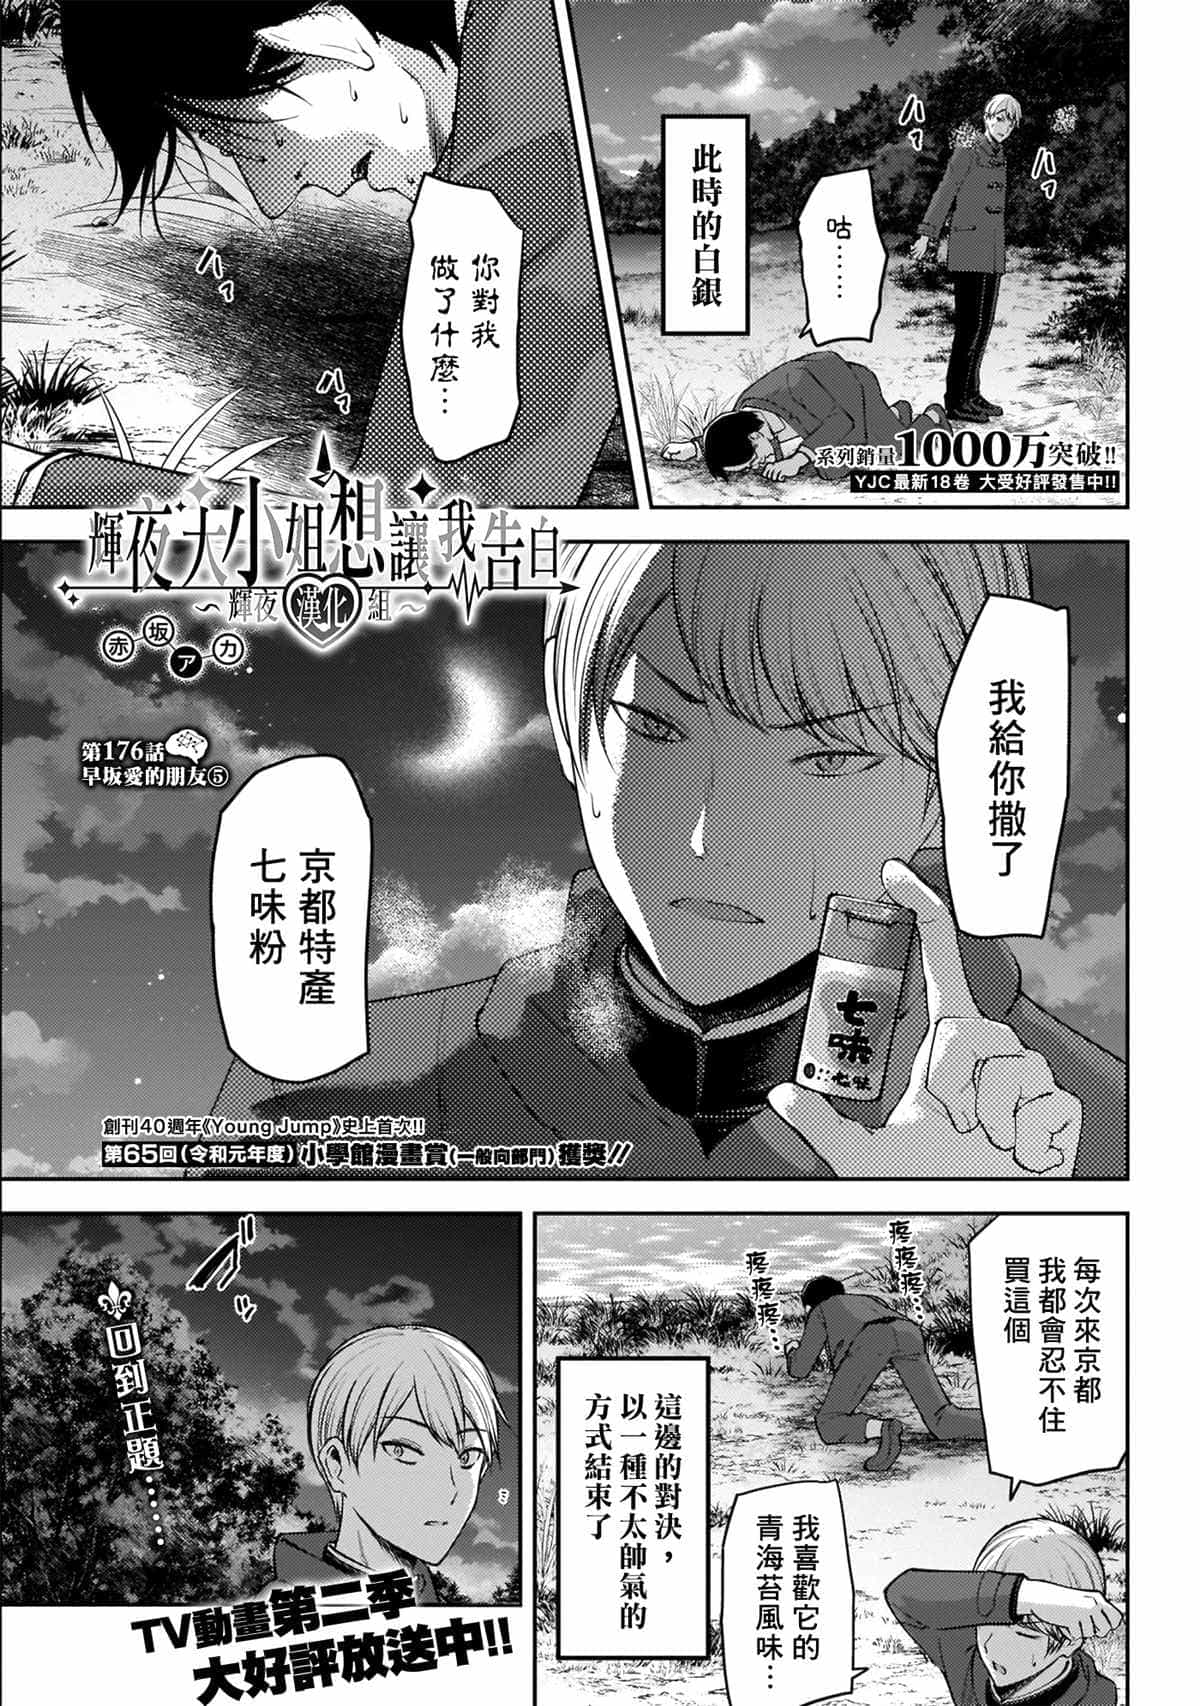 此時的白銀
咕……
系列銷量1000万突破!!
YJC最新18卷 大受好評發售中!!
你對我
做了什麼…
輝夜大小姐想讓我告白
～輝夜漢化組～
赤坂アカ
第176話
早坂愛的朋友⑤
我給你撒了
七味
七味
京都特產
七味粉
創刊40週年《Young Jump》史上首次!!
第65回(令和元年度)小學館漫畫賞(一般向部門)獲獎!!
每次來京都
我都會忍不住
買這個
疼疼疼…
疼疼疼…
我喜歡它的
青海苔風味…
這邊的對決，
以一種不太帥氣的
方式結束了
回到正題……
TV動畫第二季
大好評放送中!!